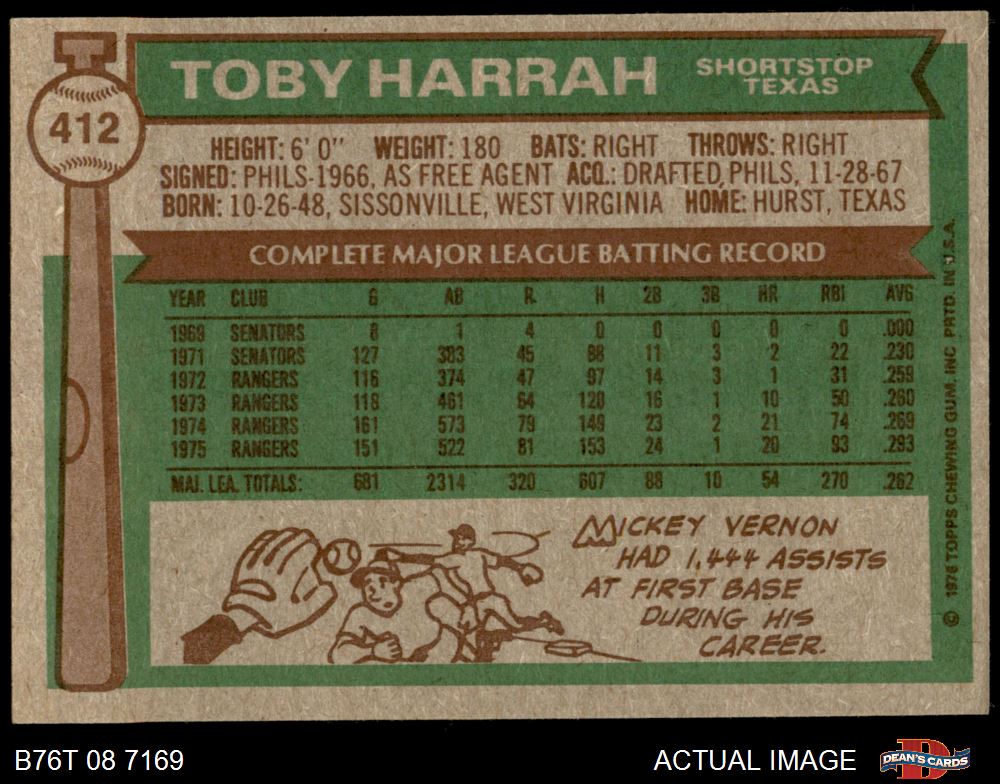 TOBY HARRAH
SHORTSTOP
TEXAS
412
HEIGHT: 6' 0" WEIGHT: 180 BATS: RIGHT THROWS: RIGHT
SIGNED: PHILS-1966, AS FREE AGENT ACQ.: DRAFTED, PHILS, 11-28-67
BORN: 10-26-48, SISSONVILLE, WEST VIRGINIA HOME: HURST, TEXAS
COMPLETE MAJOR LEAGUE BATTING RECORD
YEAR CLUB G AB R H 2B 3B HR RBI AVG
1969 SENATORS 8 1 4 0 0 0 0 0 .000
1971 SENATORS 127 383 45 88 11 3 2 22 .230
1972 RANGERS 116 374 47 97 14 3 1 31 .259
1973 RANGERS 118 461 64 120 16 1 10 50 .260
1974 RANGERS 161 573 79 149 23 2 21 74 .269
1975 RANGERS 151 522 81 153 24 1 20 93 .293
MAJ. LEA. TOTALS: 681 2314 320 607 88 10 54 270 .262
MICKEY VERNON
HAD 1,444 ASSISTS
AT FIRST BASE
DURING HIS
CAREER.
© 1976 TOPPS CHEWING GUM, INC. PRTD. IN U.S.A.
B76T 08 7169
ACTUAL IMAGE
D
DEAN'S CARDS